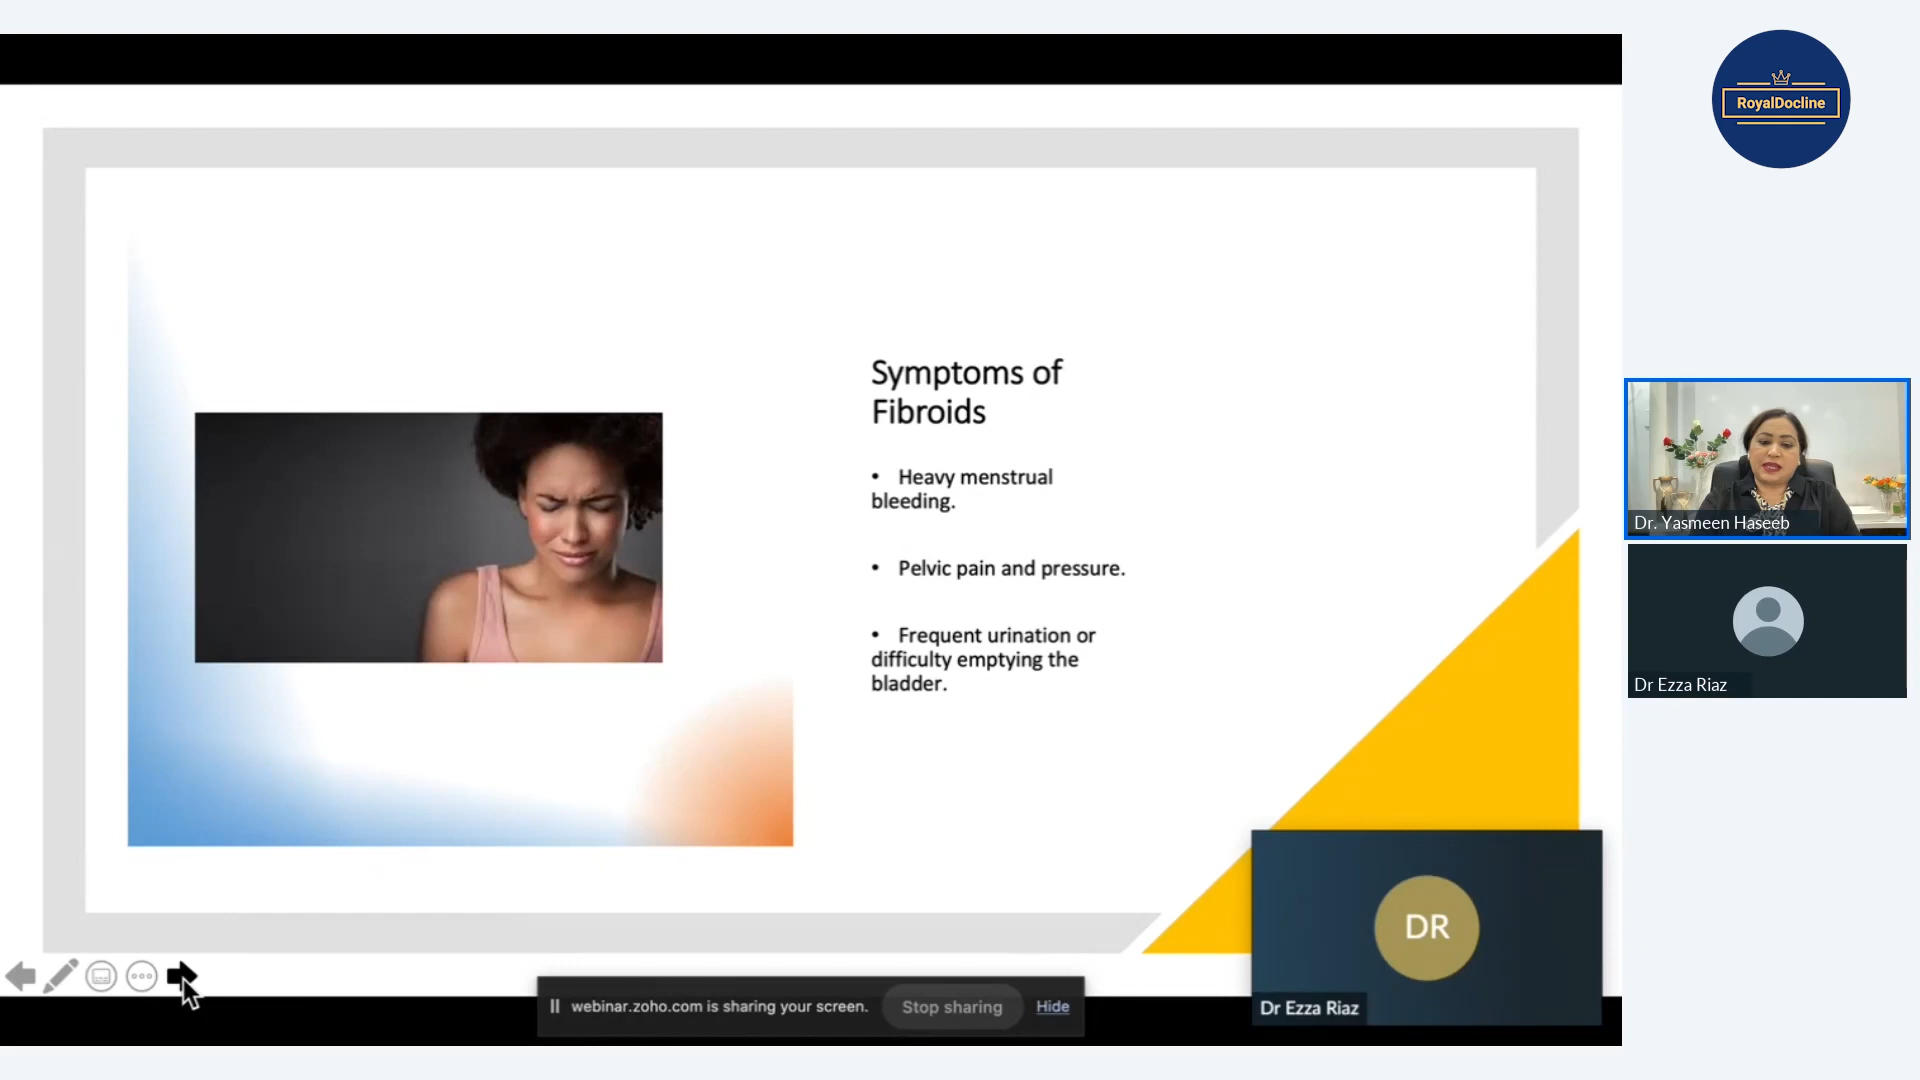 RoyalDocline
Symptoms of
Fibroids
• Heavy menstrual
bleeding.
• Pelvic pain and pressure.
• Frequent urination or
difficulty emptying the
bladder.
Dr. Yasmeen Haseeb
Dr Ezza Riaz
DR
Dr Ezza Riaz
webinar.zoho.com is sharing your screen.
Stop sharing
Hide